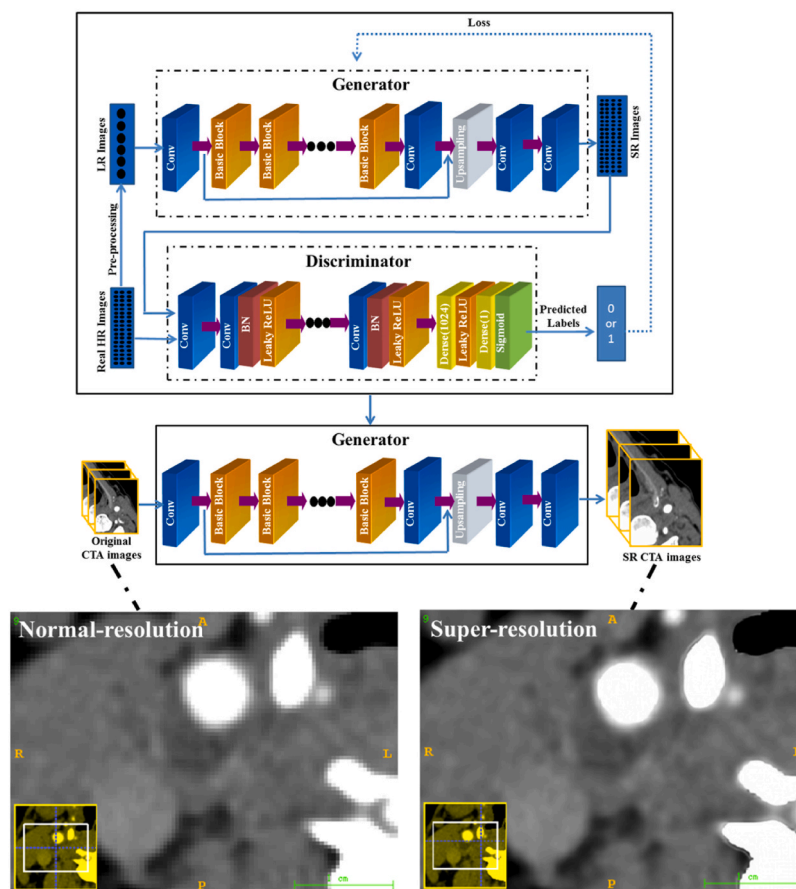 Loss
Generator
LR Images
Conv
Basic Block
Basic Block
Basic Block
Conv
Upsampling
Conv
Conv
SR Images
Pre-processing
Discriminator
Real HR Images
Conv
Conv
BN
Leaky ReLU
Conv
BN
Leaky ReLU
Dense(1024)
Leaky ReLU
Dense(1)
Sigmoid
Predicted
Labels
0
or
1
Generator
Conv
Basic Block
Basic Block
Basic Block
Conv
Upsampling
Conv
Conv
Original
CTA images
SR CTA images
9
Normal-resolution
A
R
L
P
cm
9
Super-resolution
A
R
P
cm